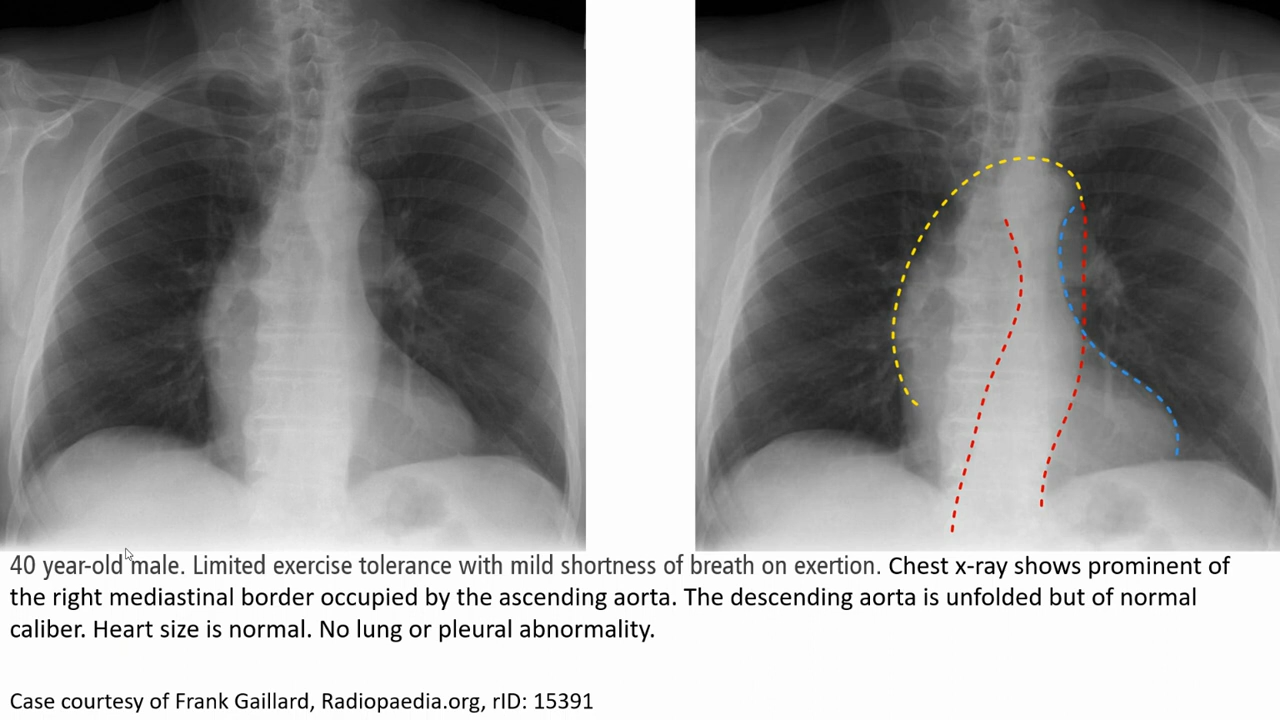 40 year-old male. Limited exercise tolerance with mild shortness of breath on exertion. Chest x-ray shows prominent of
the right mediastinal border occupied by the ascending aorta. The descending aorta is unfolded but of normal
caliber. Heart size is normal. No lung or pleural abnormality.
Case courtesy of Frank Gaillard, Radiopaedia.org, rID: 15391